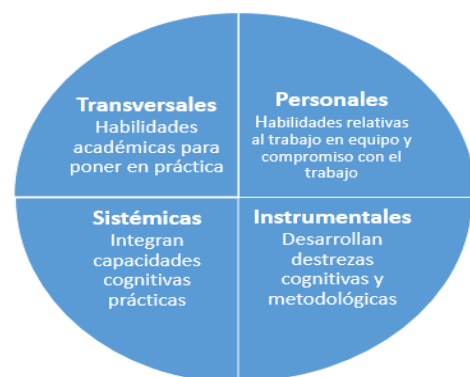 Transversales
Habilidades
académicas para
poner en práctica
Personales
Habilidades relativas
al trabajo en equipo y
compromiso con el
trabajo
Sistémicas
Integran
capacidades
cognitivas
prácticas
Instrumentales
Desarrollan
destrezas
cognitivas y
metodológicas